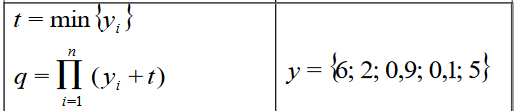 t = min{yᵢ}
q = ∏ⁿᵢ₌₁ (yᵢ + t)
y = {6; 2; 0,9; 0,1; 5}